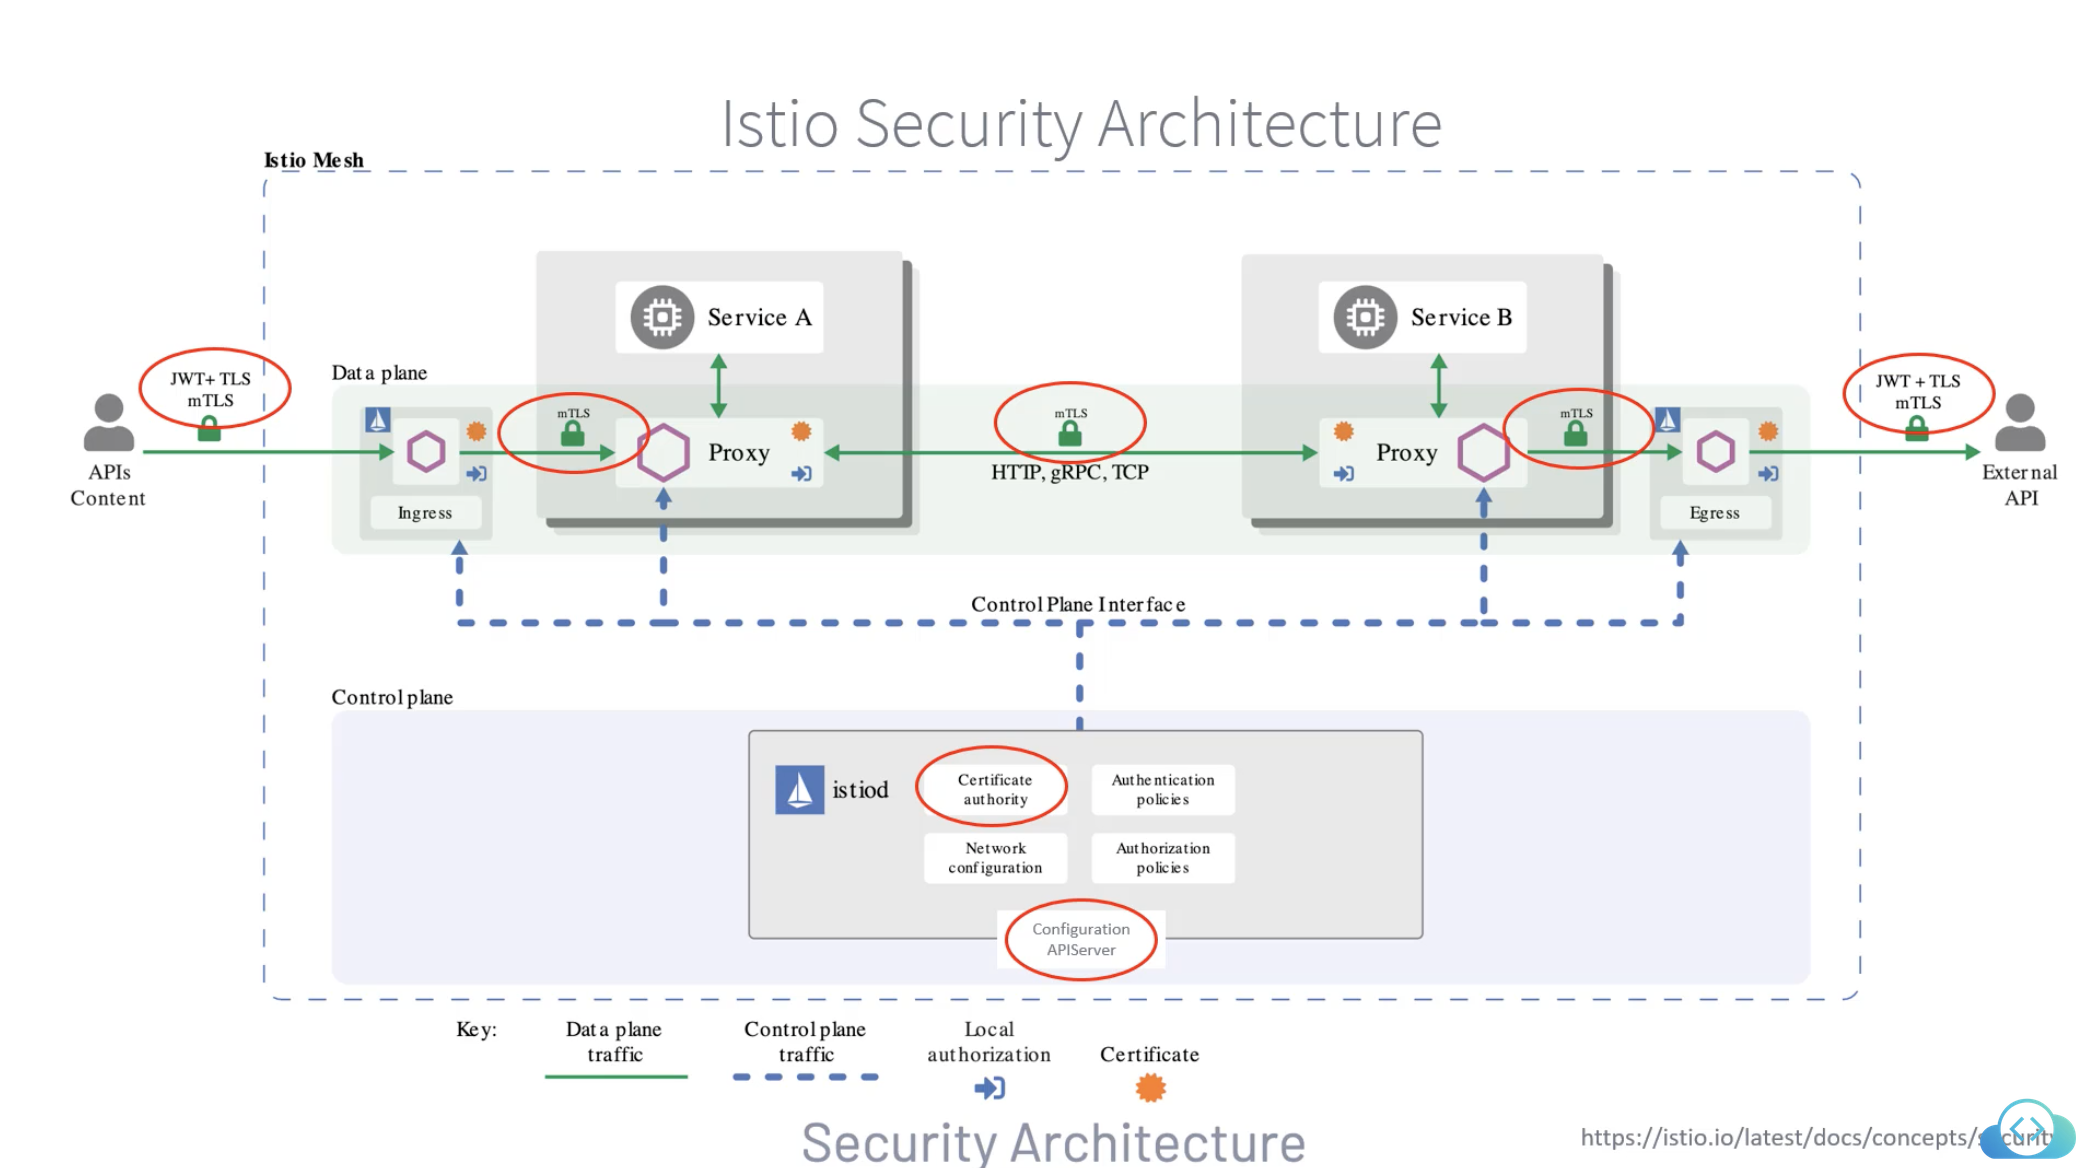 Istio Security Architecture
Istio Mesh
Service A
Service B
Data plane
JWT+ TLS
mTLS
APIs
Content
Ingress
mTLS
Proxy
mTLS
HTTP, gRPC, TCP
Proxy
mTLS
Egress
JWT + TLS
mTLS
External
API
Control Plane Interface
Control plane
istiod
Certificate
authority
Authentication
policies
Network
configuration
Authorization
policies
Configuration
APIServer
Key:
Data plane
traffic
Control plane
traffic
Local
authorization
Certificate
Security Architecture
https://istio.io/latest/docs/concepts/security